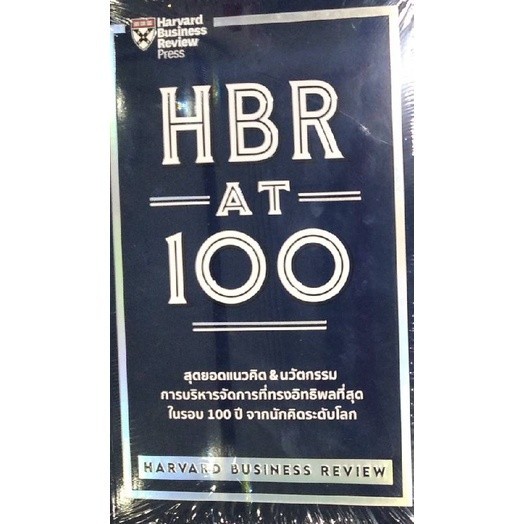 Harvard
Business
Review
Press
HBR
AT
100
สุดยอดแนวคิด & นวัตกรรม
การบริหารจัดการที่ทรงอิทธิพลที่สุด
ในรอบ 100 ปี จากนักคิดระดับโลก
HARVARD BUSINESS REVIEW